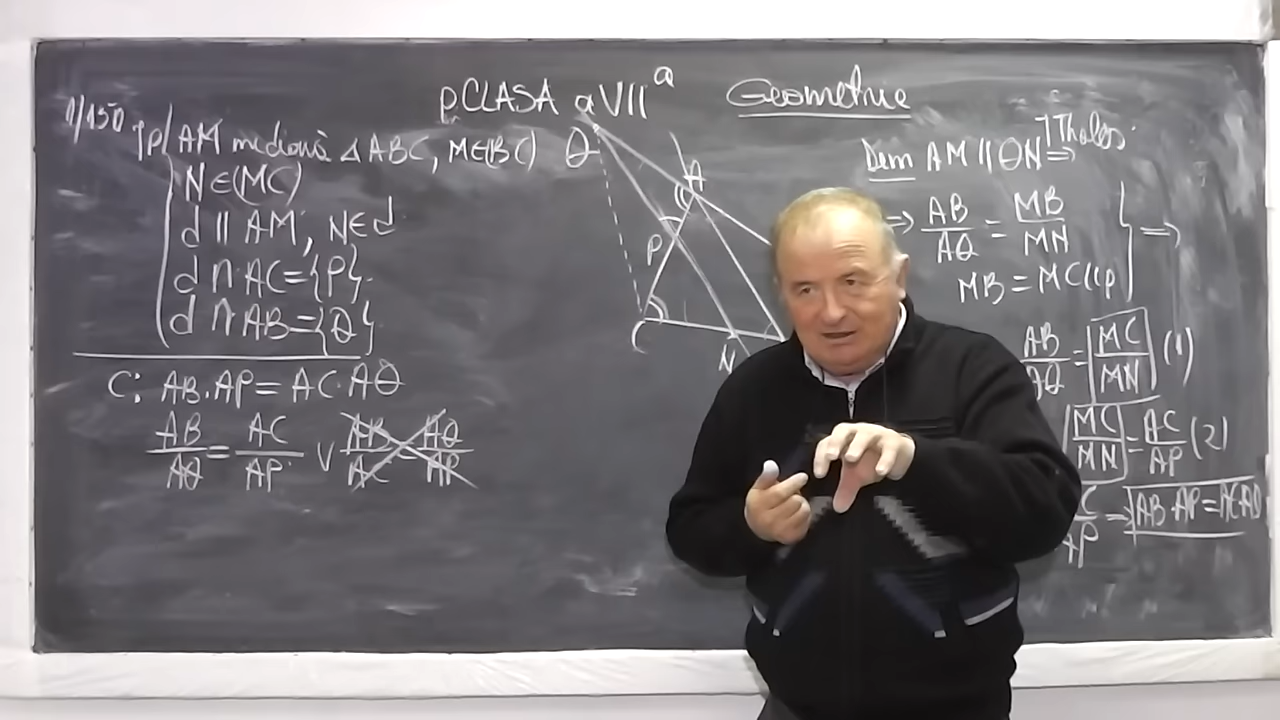 pCLASA a VII a Geometrie
1/150 Ip/ AM mediană △ ABC, M∈(BC)
N∈(MC)
d ∥ AM, N∈d
d ∩ AC={P}
d ∩ AB={Q}
C: AB·AP = AC·AQ
AB/AQ = AC/AP ∨ AB/AC = AQ/AP
Q
A
P
C
N
Dem AM ∥ QN ⇒ Thales
⇒ AB/AQ = MB/MN
MB = MC (ip) ⇒
AB/AQ = MC/MN (1)
MC/MN = AC/AP (2)
C/AP ⇒ AB·AP = AC·AQ